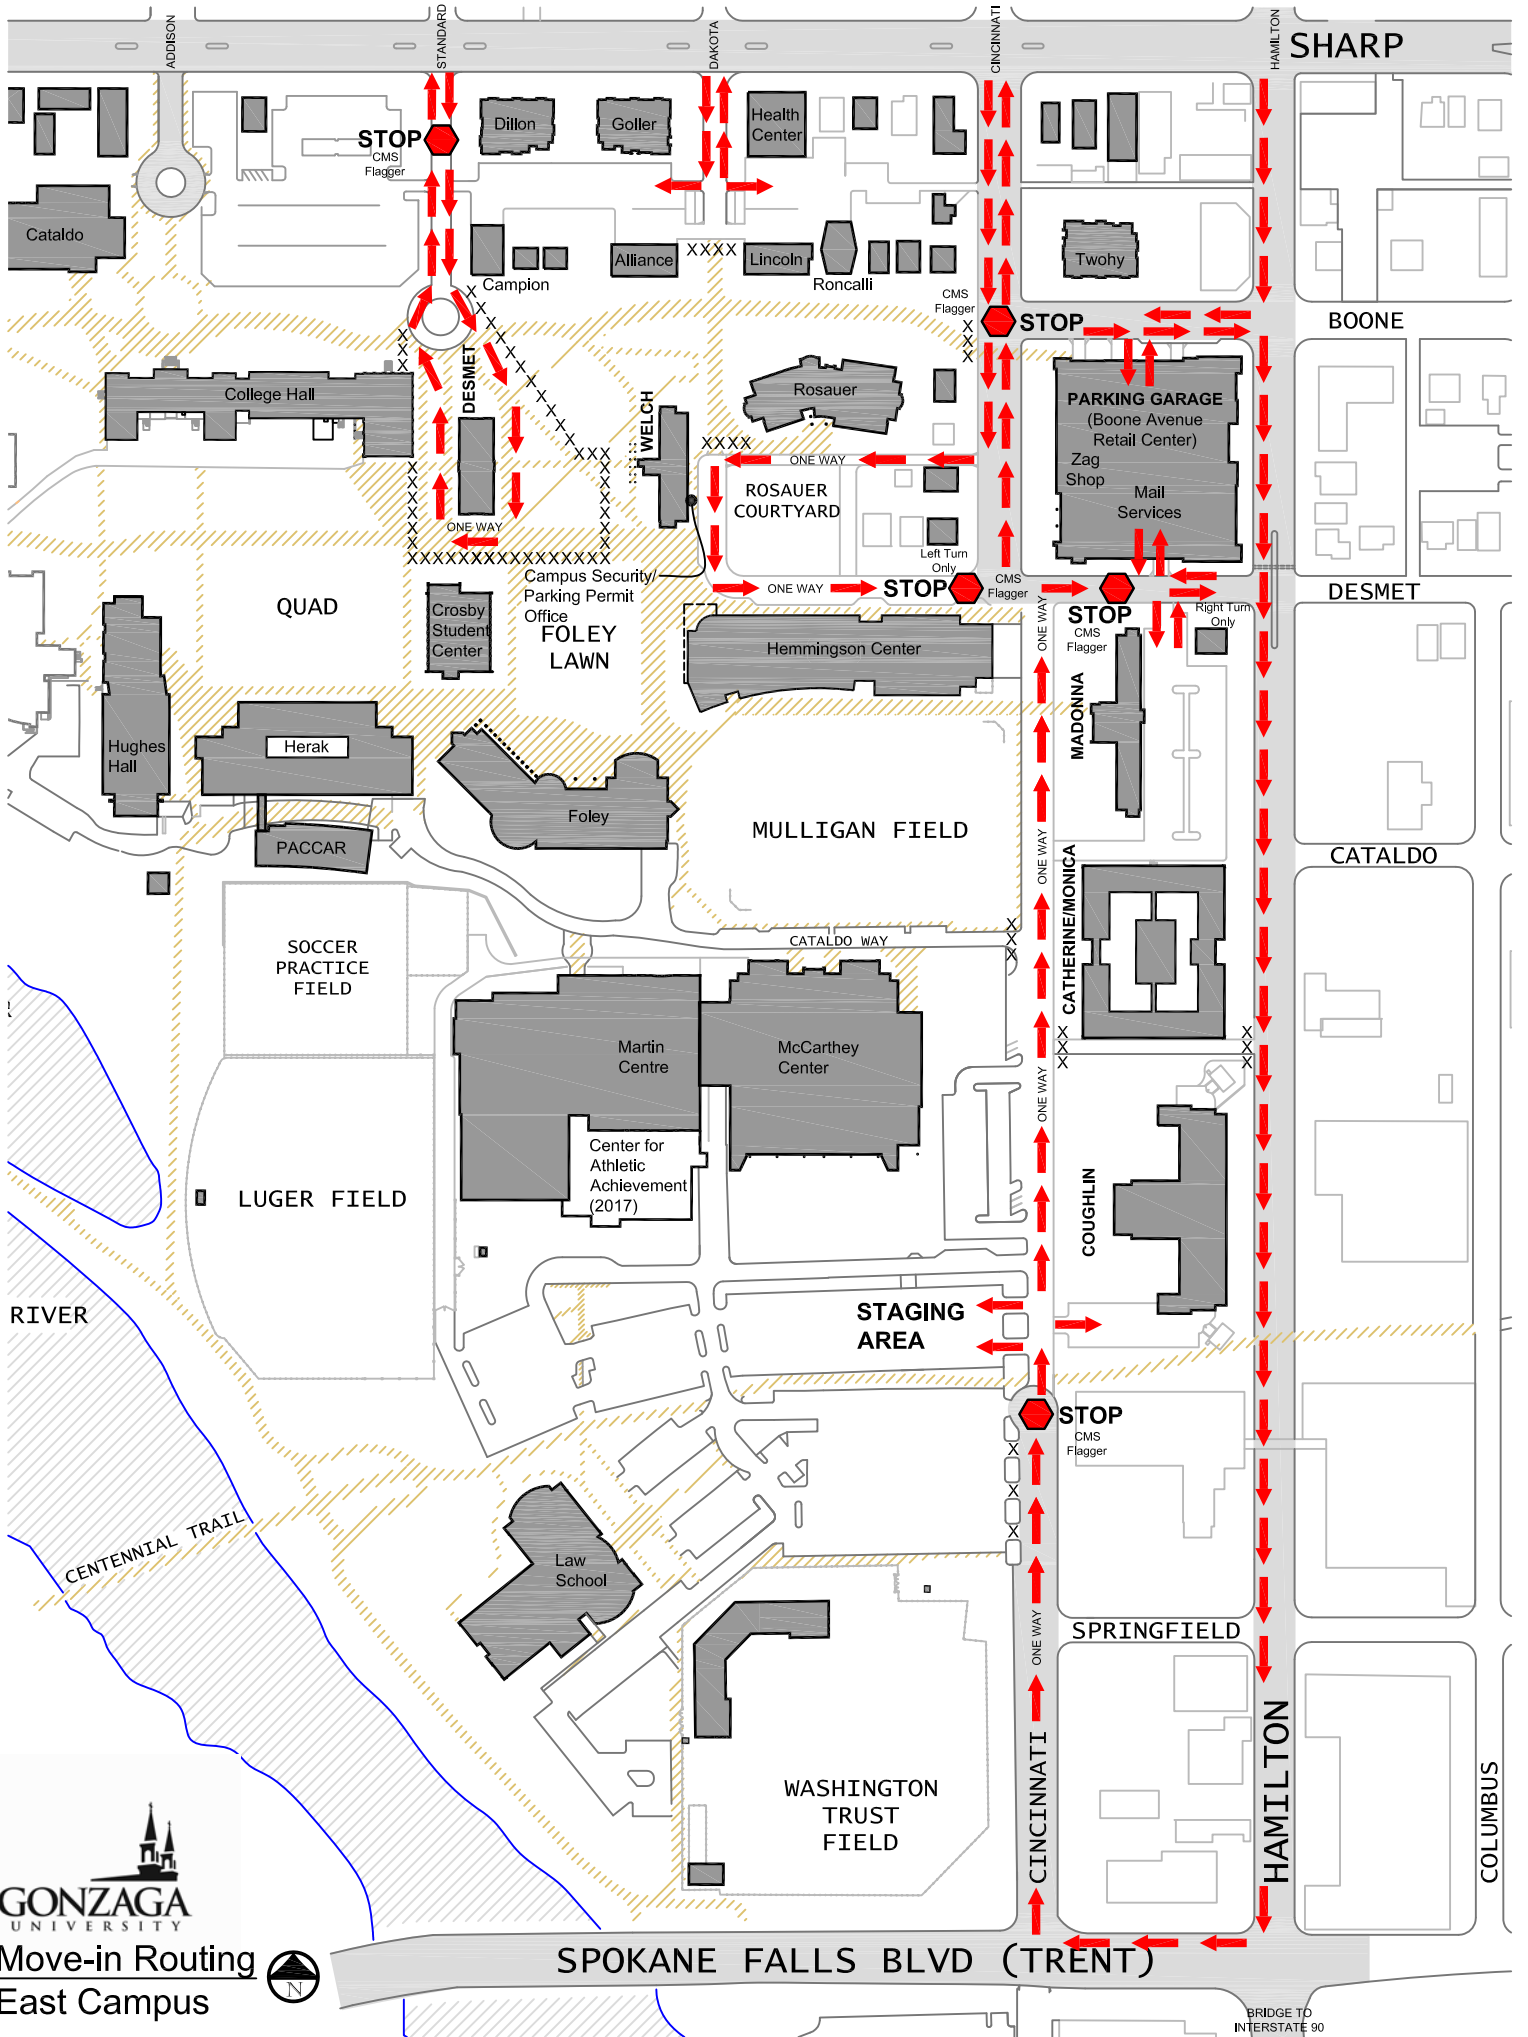 ADDISON
STANDARD
DAKOTA
CINCINNATI
HAMILTON
SHARP
STOP
CMS
Flagger
Dillon
Goller
Health
Center
Cataldo
Campion
Alliance
XXXX
Lincoln
Roncalli
Twohy
CMS
Flagger
STOP
BOONE
College Hall
DESMET
WELCH
Rosauer
PARKING GARAGE
(Boone Avenue
Retail Center)
Zag
Shop
Mail
Services
XXXX
ONE WAY
ROSAUER
COURTYARD
ONE WAY
Left Turn
Only
Campus Security/
Parking Permit
Office
ONE WAY
STOP
CMS
Flagger
STOP
CMS
Flagger
Right Turn
Only
DESMET
QUAD
Crosby
Student
Center
FOLEY
LAWN
Hemmingson Center
ONE WAY
MADONNA
Hughes
Hall
Herak
PACCAR
Foley
MULLIGAN FIELD
ONE WAY
CATALDO
CATHERINE/MONICA
SOCCER
PRACTICE
FIELD
CATALDO WAY
Martin
Centre
McCarthey
Center
ONE WAY
Center for
Athletic
Achievement
(2017)
LUGER FIELD
COUGHLIN
RIVER
STAGING
AREA
STOP
CMS
Flagger
CENTENNIAL TRAIL
Law
School
ONE WAY
SPRINGFIELD
WASHINGTON
TRUST
FIELD
CINCINNATI
HAMILTON
COLUMBUS
GONZAGA
UNIVERSITY
Move-in Routing
East Campus
N
SPOKANE FALLS BLVD (TRENT)
BRIDGE TO
INTERSTATE 90